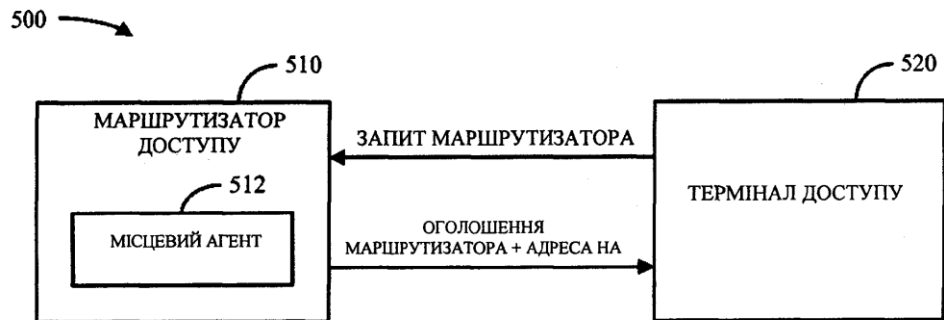 500
510
520
МАРШРУТИЗАТОР
ДОСТУПУ
ЗАПИТ МАРШРУТИЗАТОРА
512
МІСЦЕВИЙ АГЕНТ
ТЕРМІНАЛ ДОСТУПУ
ОГОЛОШЕННЯ
МАРШРУТИЗАТОРА + АДРЕСА НА